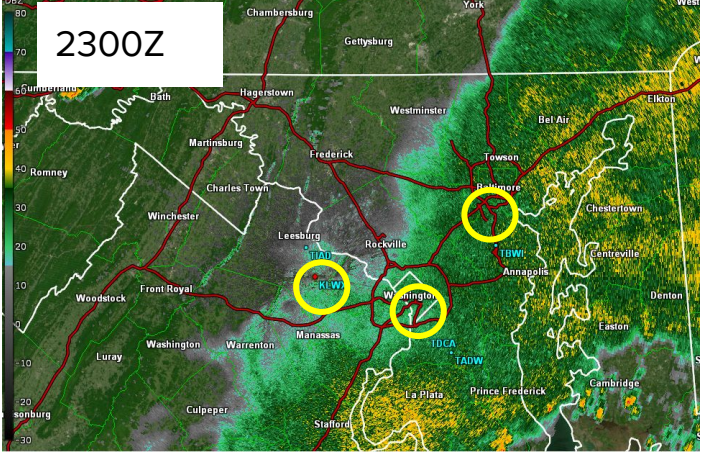 DBZ
80
2300Z
70
60
50
40
30
20
10
0
-10
-20
-30
Chambersburg
York
West
Gettysburg
Cumberland
Bath
Hagerstown
Elkton
Westminster
Bel Air
Martinsburg
Frederick
Towson
Romney
Charles Town
Baltimore
Winchester
Chestertown
Leesburg
Rockville
TIAD
TBWI
Centreville
Annapolis
KLWX
Front Royal
Woodstock
Washington
Denton
Manassas
Easton
Washington
Warrenton
TDCA
Luray
TADW
Cambridge
La Plata
Prince Frederick
Culpeper
sonburg
Stafford